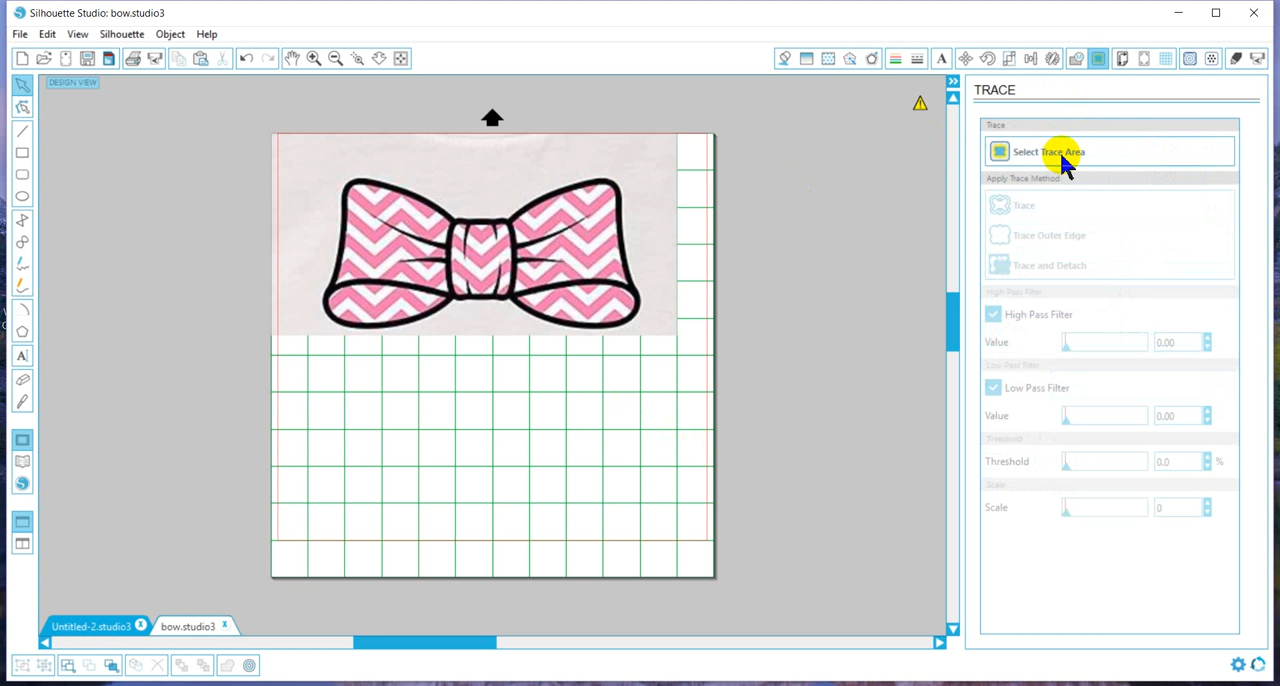 Silhouette Studio: bow.studio3
File Edit View Silhouette Object Help
DESIGN VIEW
TRACE
Trace
Select Trace Area
Apply Trace Method
Trace
Trace Outer Edge
Trace and Detach
High Pass Filter
High Pass Filter
Value 0.00
Low Pass Filter
Low Pass Filter
Value 0.00
Threshold
Threshold 0.0 %
Scale
Scale 0
Untitled-2.studio3 x bow.studio3 x